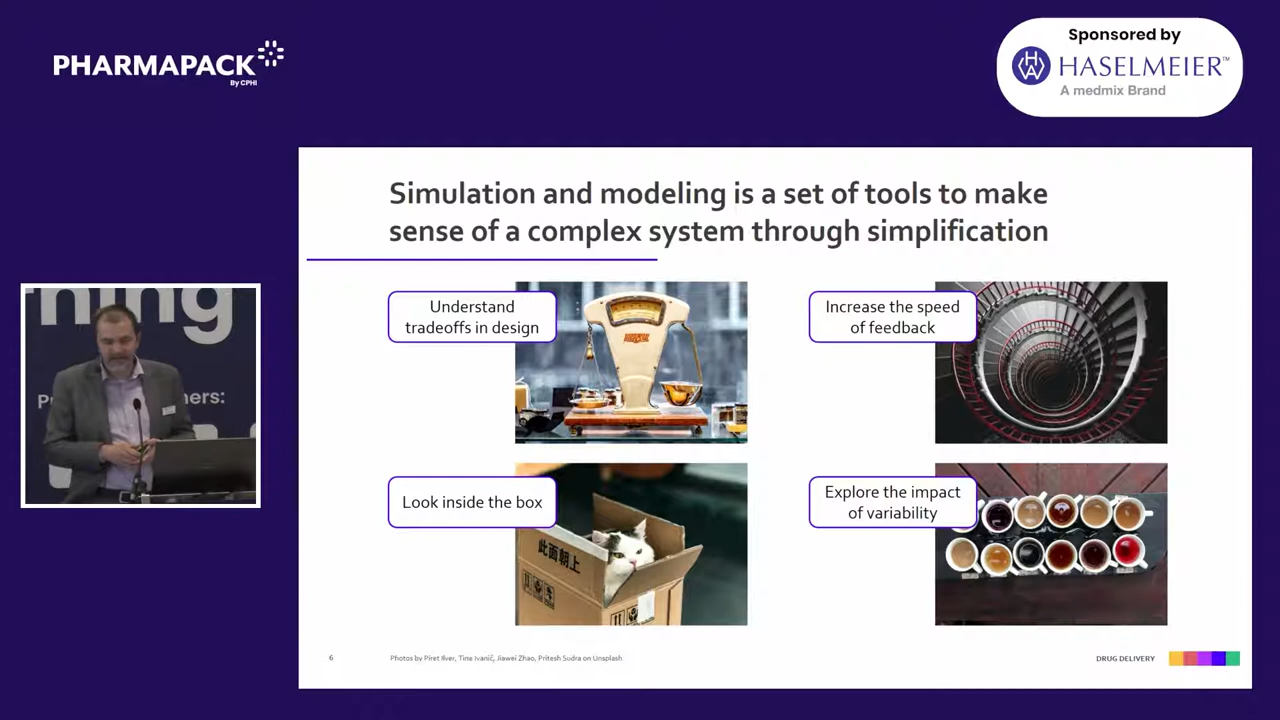 PHARMAPACK
By CPHI
Sponsored by
HASELMEIER™
A medmix Brand
Simulation and modeling is a set of tools to make
sense of a complex system through simplification
Understand
tradeoffs in design
Increase the speed
of feedback
Look inside the box
Explore the impact
of variability
此面朝上
ning
6
Photos by Piret Ilver, Tine Ivanič, Jiawei Zhao, Pritesh Sudra on Unsplash
DRUG DELIVERY